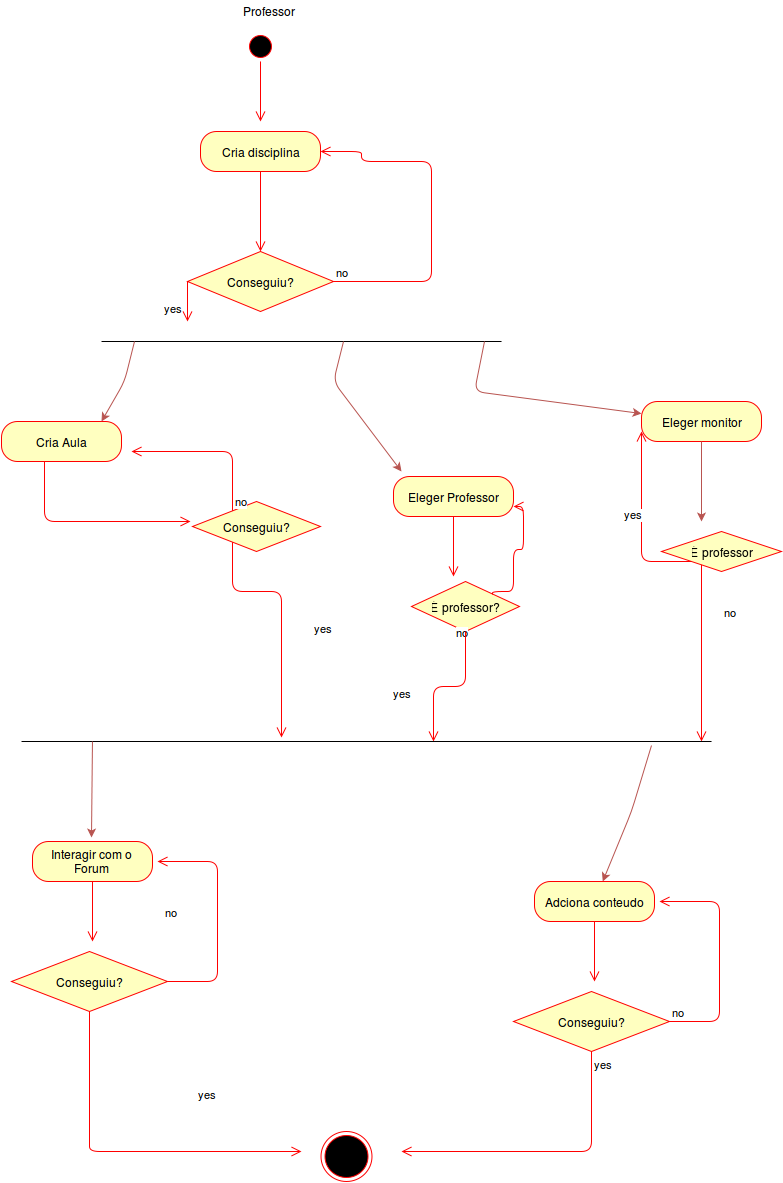 Professor
Cria disciplina
Conseguiu?
no
yes
Cria Aula
Eleger monitor
no
Conseguiu?
Eleger Professor
yes
É professor
É professor?
no
yes
no
yes
Interagir com o
Forum
no
Conseguiu?
yes
Adciona conteudo
Conseguiu?
no
yes